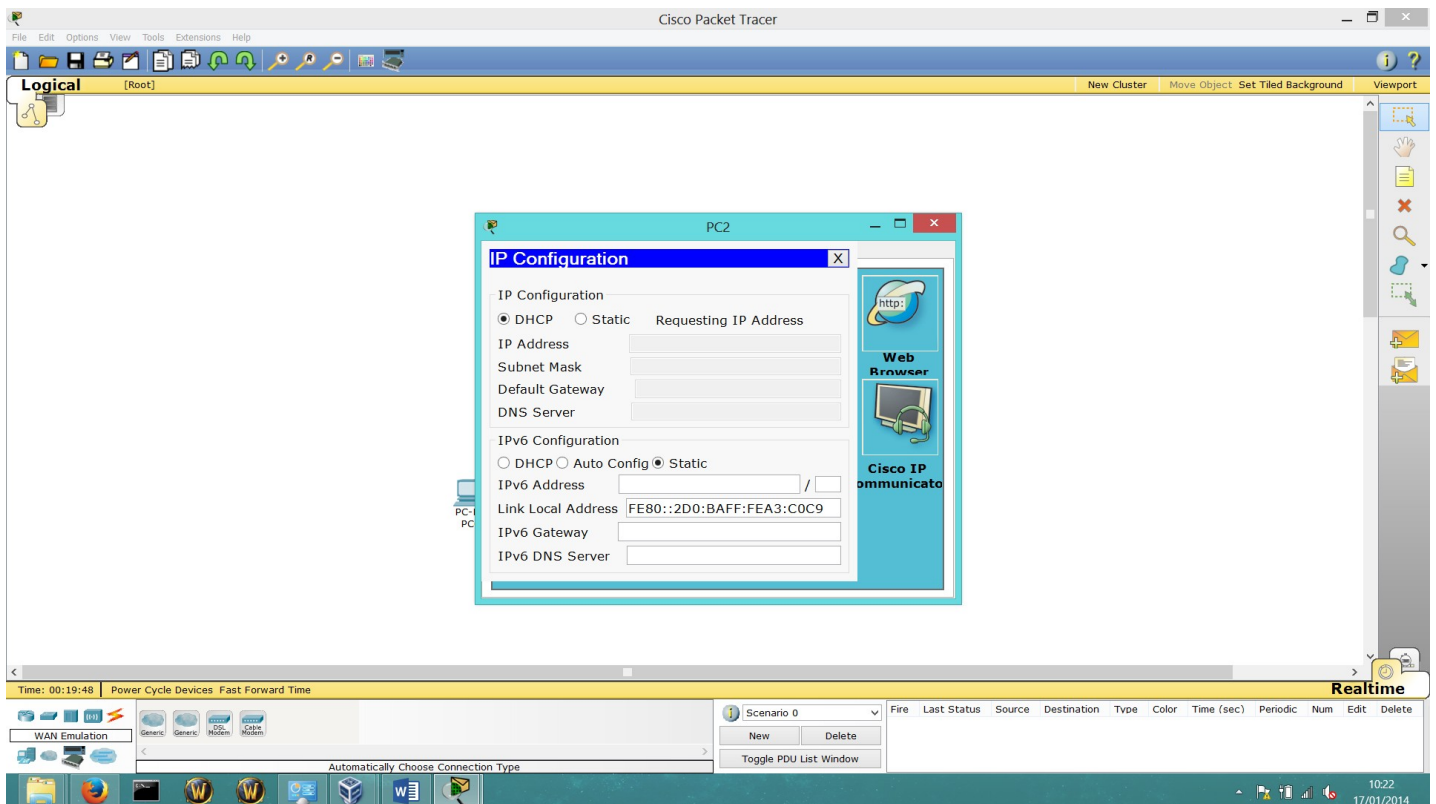 Cisco Packet Tracer
File Edit Options View Tools Extensions Help
Logical [Root] New Cluster Move Object Set Tiled Background Viewport
PC2
IP Configuration X
IP Configuration
DHCP Static Requesting IP Address
IP Address
Subnet Mask
Default Gateway
DNS Server
IPv6 Configuration
DHCP Auto Config Static
IPv6 Address /
Link Local Address FE80::2D0:BAFF:FEA3:C0C9
IPv6 Gateway
IPv6 DNS Server
http:
Web
Browser
Cisco IP
ommunicato
PC-
PC
Time: 00:19:48 Power Cycle Devices Fast Forward Time Realtime
WAN Emulation
Generic Generic DSL Modem Cable Modem
Automatically Choose Connection Type
Scenario 0
New Delete
Toggle PDU List Window
Fire Last Status Source Destination Type Color Time (sec) Periodic Num Edit Delete
10:22
17/01/2014